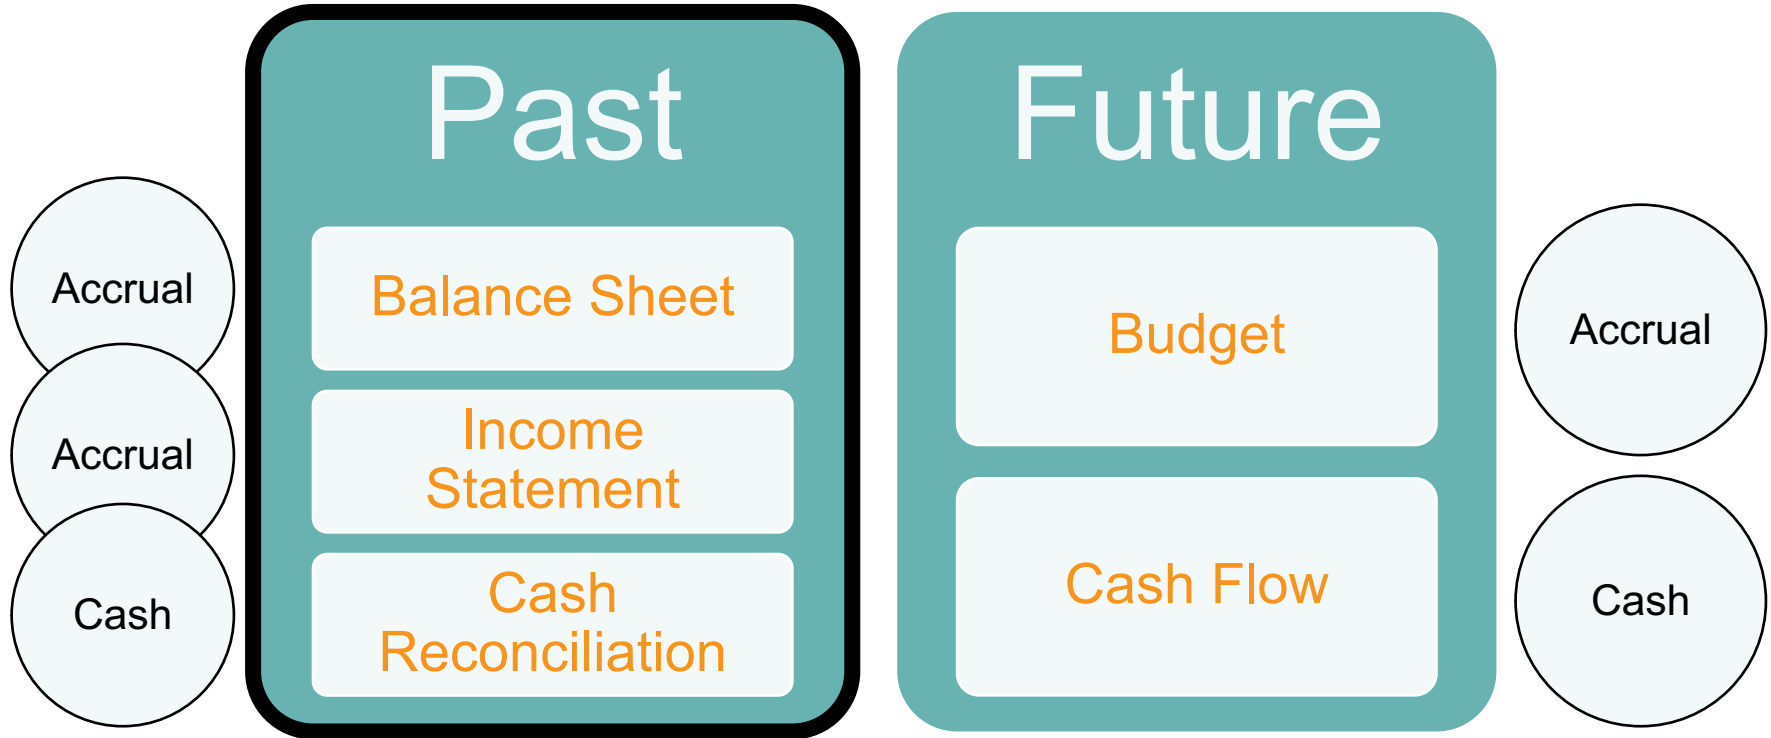 Past
Future
Accrual
Balance Sheet
Accrual
Income
Statement
Cash
Cash
Reconciliation
Budget
Accrual
Cash Flow
Cash